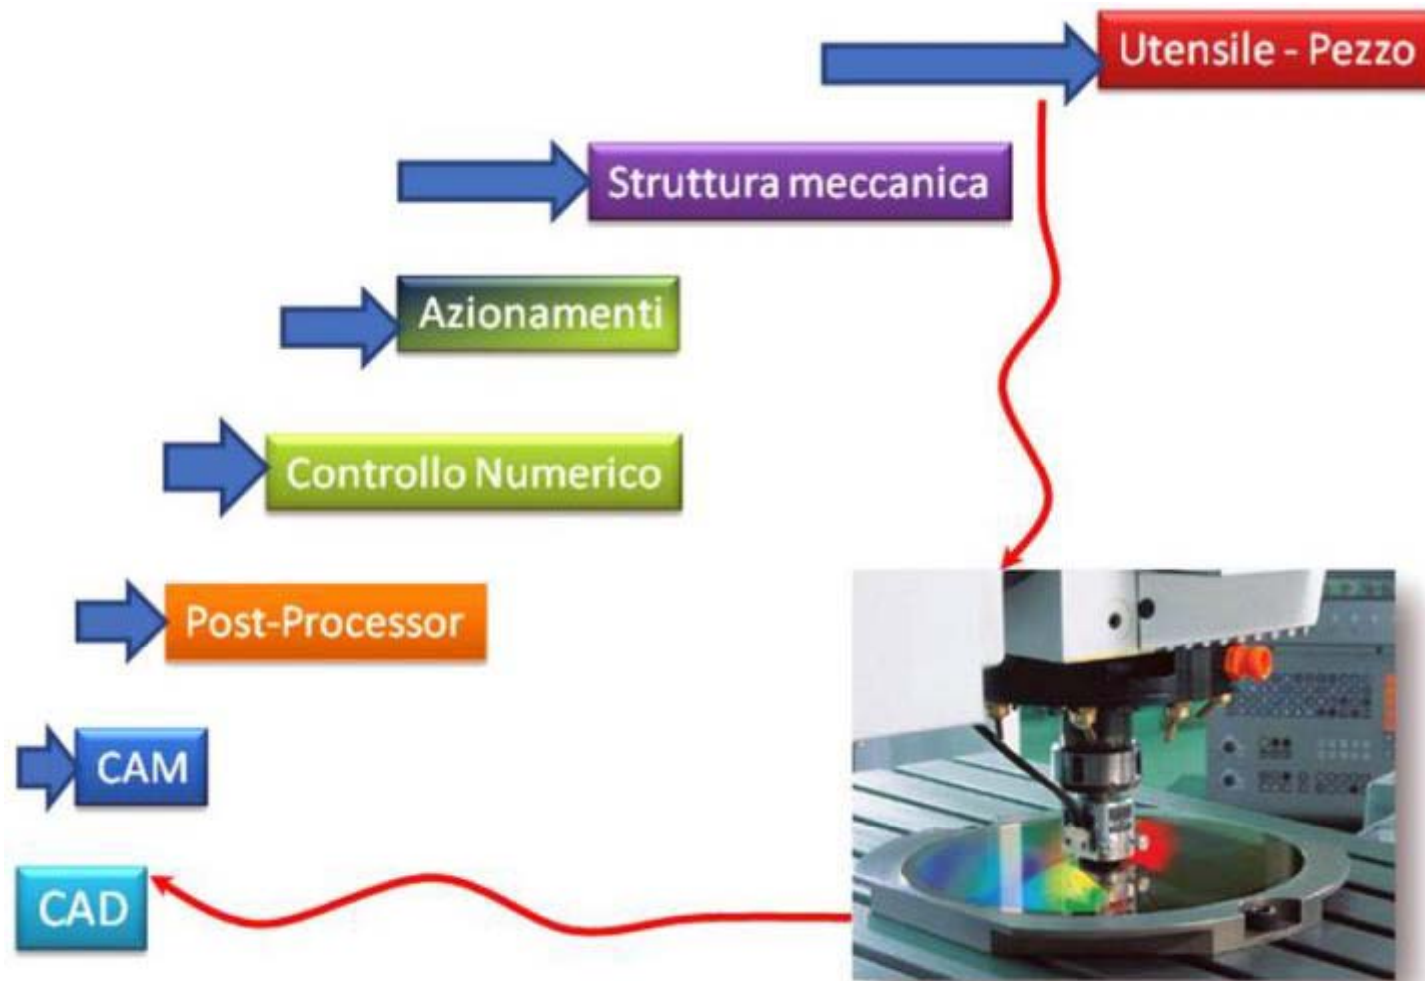 Utensile - Pezzo
Struttura meccanica
Azionamenti
Controllo Numerico
Post-Processor
CAM
CAD